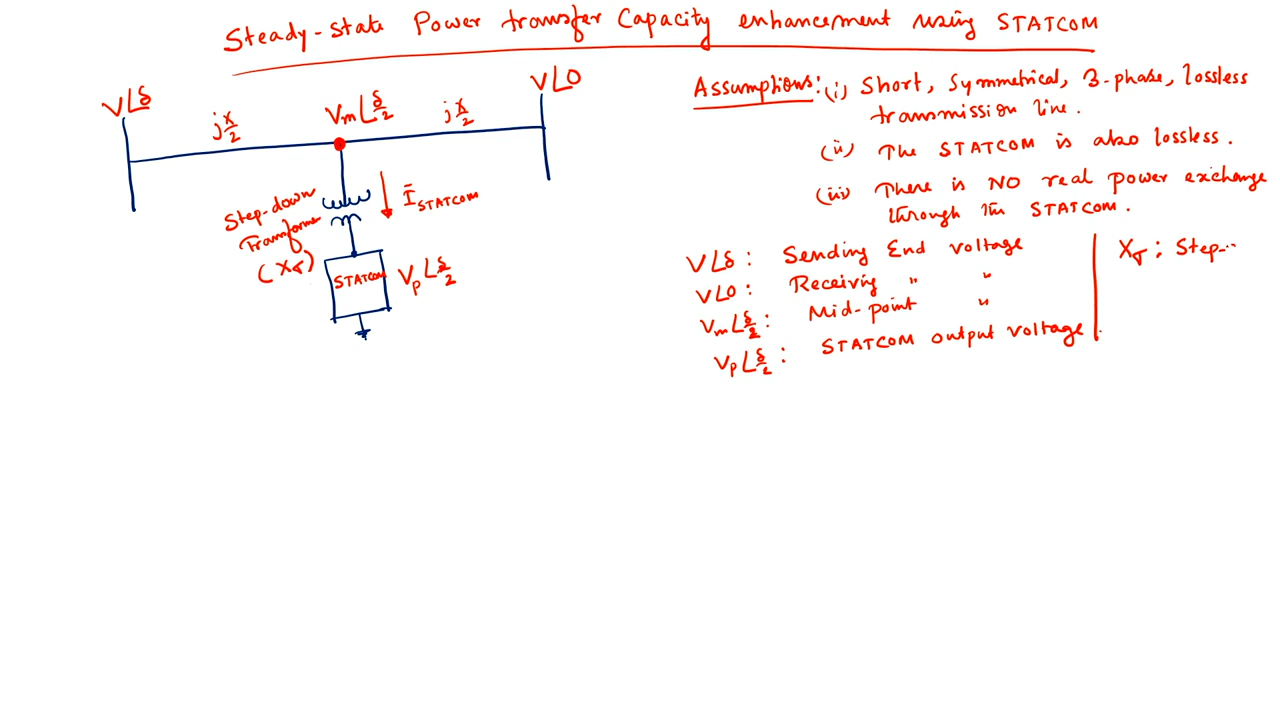 Steady-state Power transfer Capacity enhancement using STATCOM
V∠δ
V∠0
j x/2
Vm∠δ/2
j x/2
Step-down
Transformer
(Xσ)
ĪSTATCOM
STATCOM
Vp∠δ/2
Assumptions: (i) Short, Symmetrical, 3-phase, lossless
transmission line.
(ii) The STATCOM is also lossless.
(iii) There is NO real power exchange
through the STATCOM.
V∠δ : Sending End voltage
V∠0 : Receiving " "
Vm∠δ/2 : Mid-point "
Vp∠δ/2 : STATCOM output voltage
Xσ : Step-..